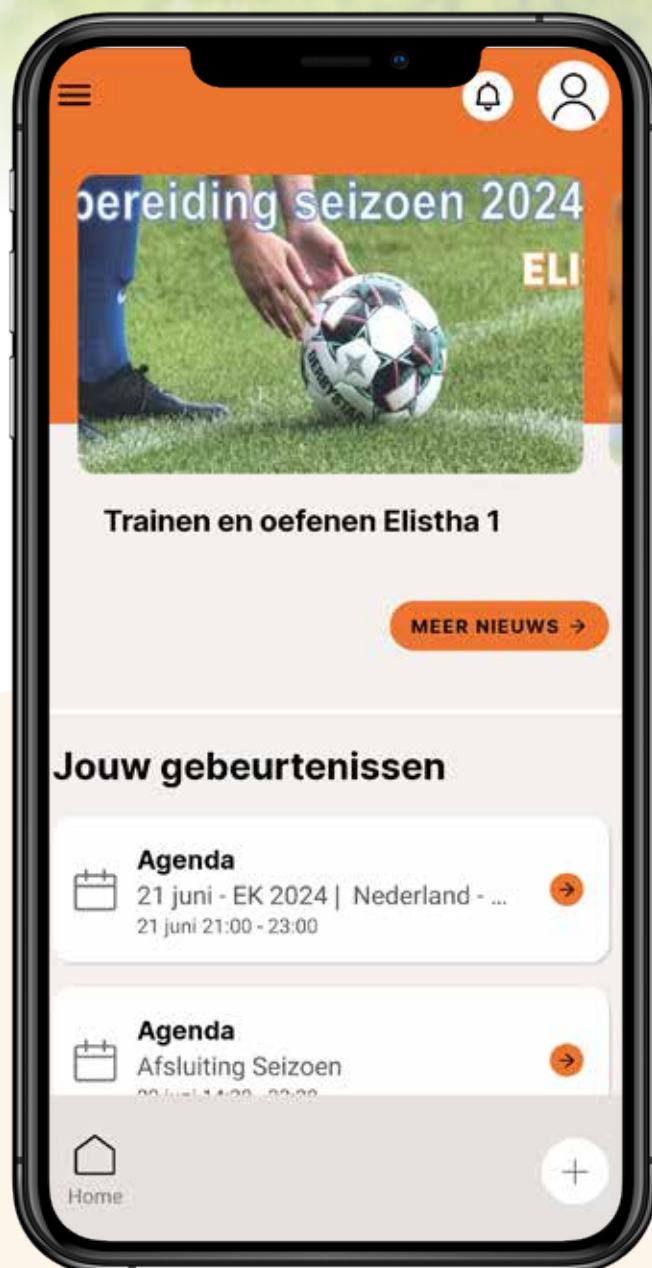 bereiding seizoen 2024
ELI
DERBYSTAR
Trainen en oefenen Elistha 1
MEER NIEUWS →
Jouw gebeurtenissen
Agenda
21 juni - EK 2024 | Nederland - ...
21 juni 21:00 - 23:00
Agenda
Afsluiting Seizoen
Home